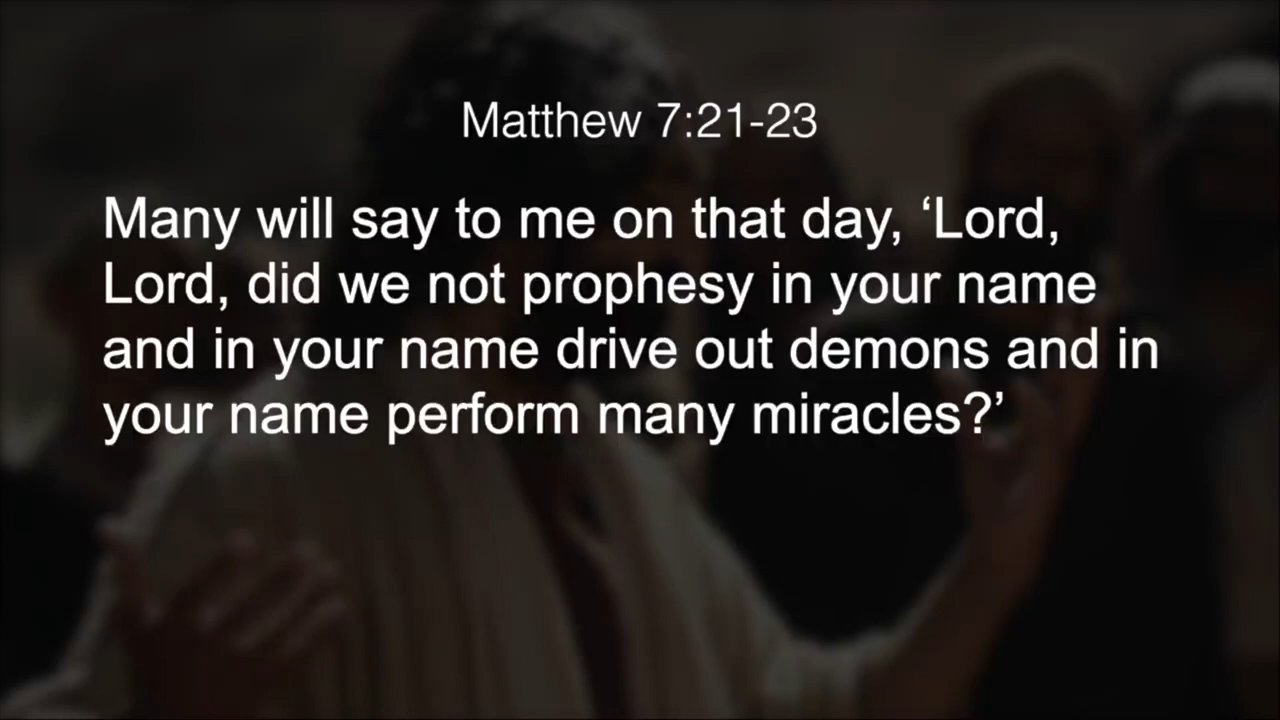 Matthew 7:21-23
Many will say to me on that day, ‘Lord,
Lord, did we not prophesy in your name
and in your name drive out demons and in
your name perform many miracles?’